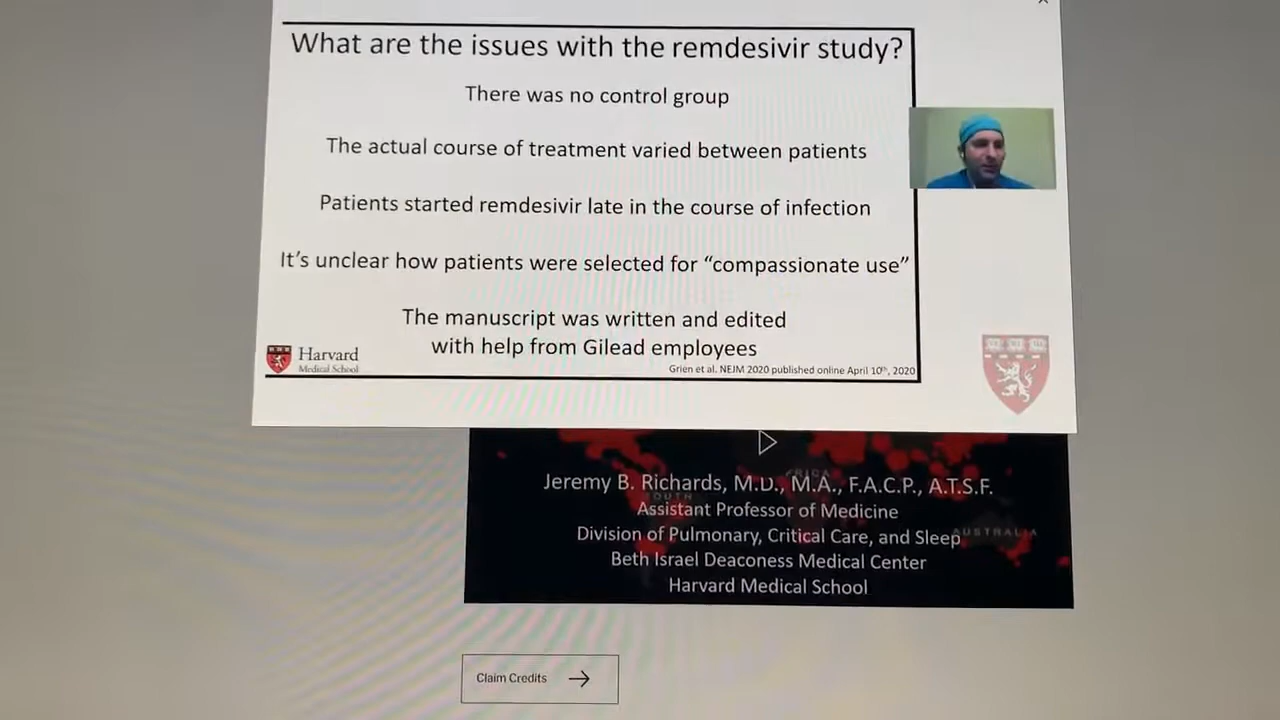 What are the issues with the remdesivir study?
There was no control group
The actual course of treatment varied between patients
Patients started remdesivir late in the course of infection
It's unclear how patients were selected for “compassionate use”
The manuscript was written and edited
with help from Gilead employees
Harvard
Medical School
Grien et al. NEJM 2020 published online April 10th, 2020
Jeremy B. Richards, M.D., M.A., F.A.C.P., A.T.S.F.
Assistant Professor of Medicine
Division of Pulmonary, Critical Care, and Sleep
AUSTRALIA
Beth Israel Deaconess Medical Center
Harvard Medical School
Claim Credits